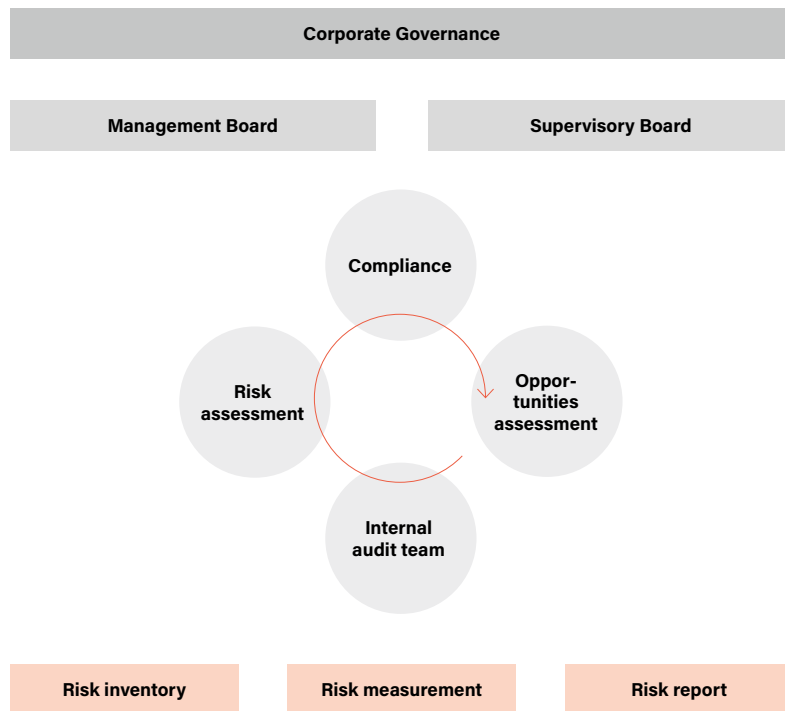 Corporate Governance
Management Board
Supervisory Board
Compliance
Risk
assessment
Oppor-
tunities
assessment
Internal
audit team
Risk inventory
Risk measurement
Risk report